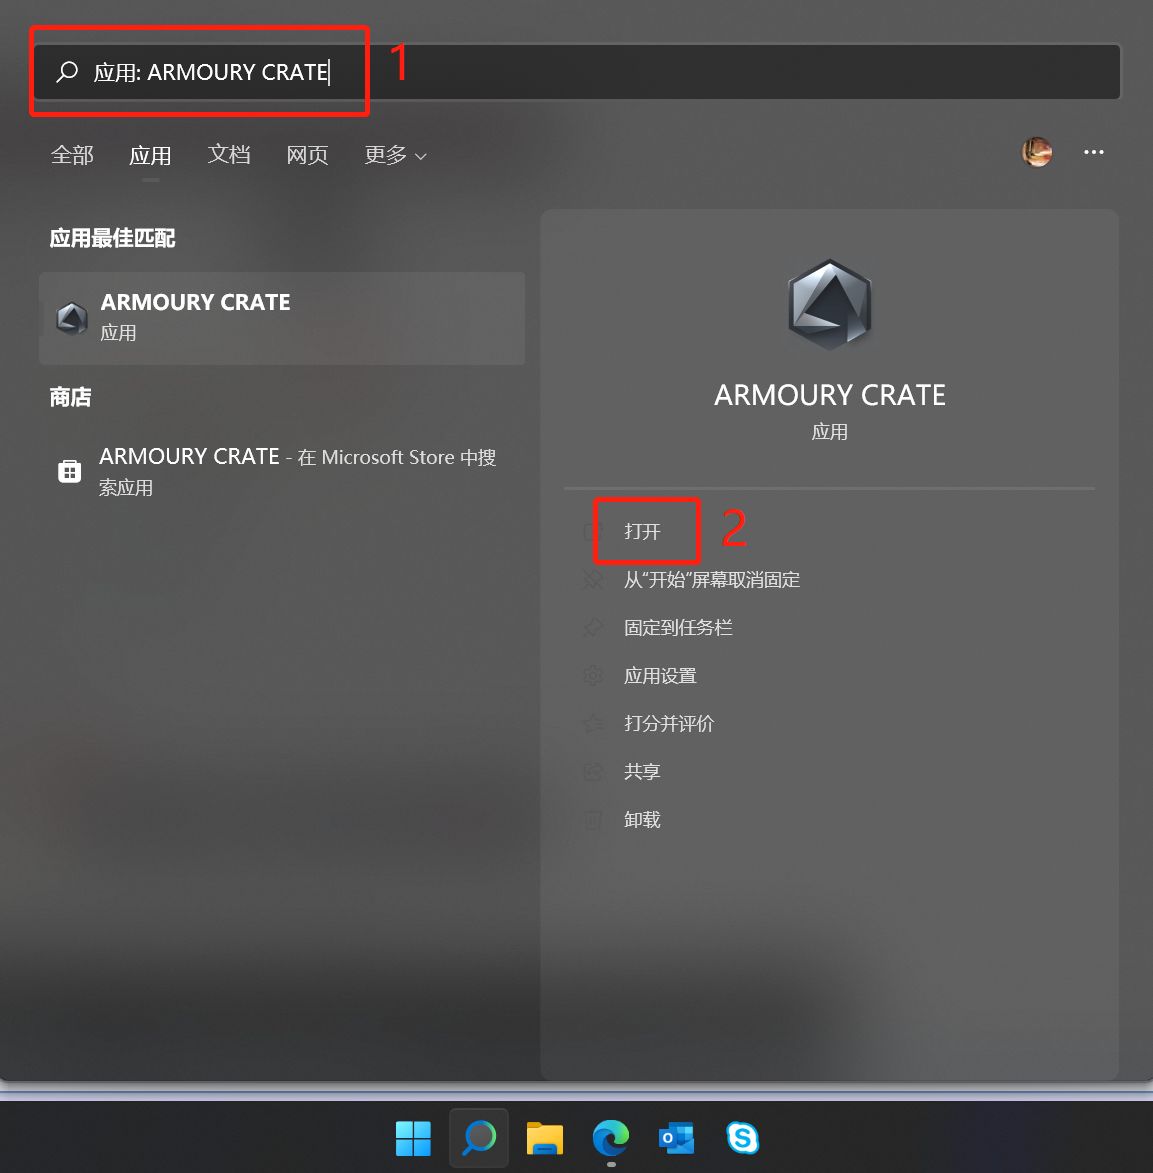 应用: ARMOURY CRATE
1
全部 应用 文档 网页 更多
应用最佳匹配
ARMOURY CRATE
应用
商店
ARMOURY CRATE - 在 Microsoft Store 中搜
索应用
ARMOURY CRATE
应用
打开
2
从“开始”屏幕取消固定
固定到任务栏
应用设置
打分并评价
共享
卸载